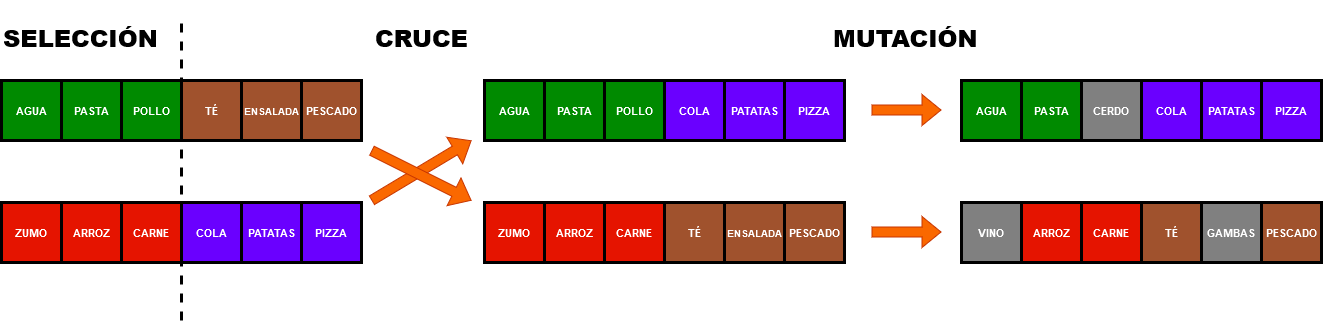 SELECCIÓN CRUCE MUTACIÓN
AGUA PASTA POLLO TÉ ENSALADA PESCADO AGUA PASTA POLLO COLA PATATAS PIZZA AGUA PASTA CERDO COLA PATATAS PIZZA
ZUMO ARROZ CARNE COLA PATATAS PIZZA ZUMO ARROZ CARNE TÉ ENSALADA PESCADO VINO ARROZ CARNE TÉ GAMBAS PESCADO